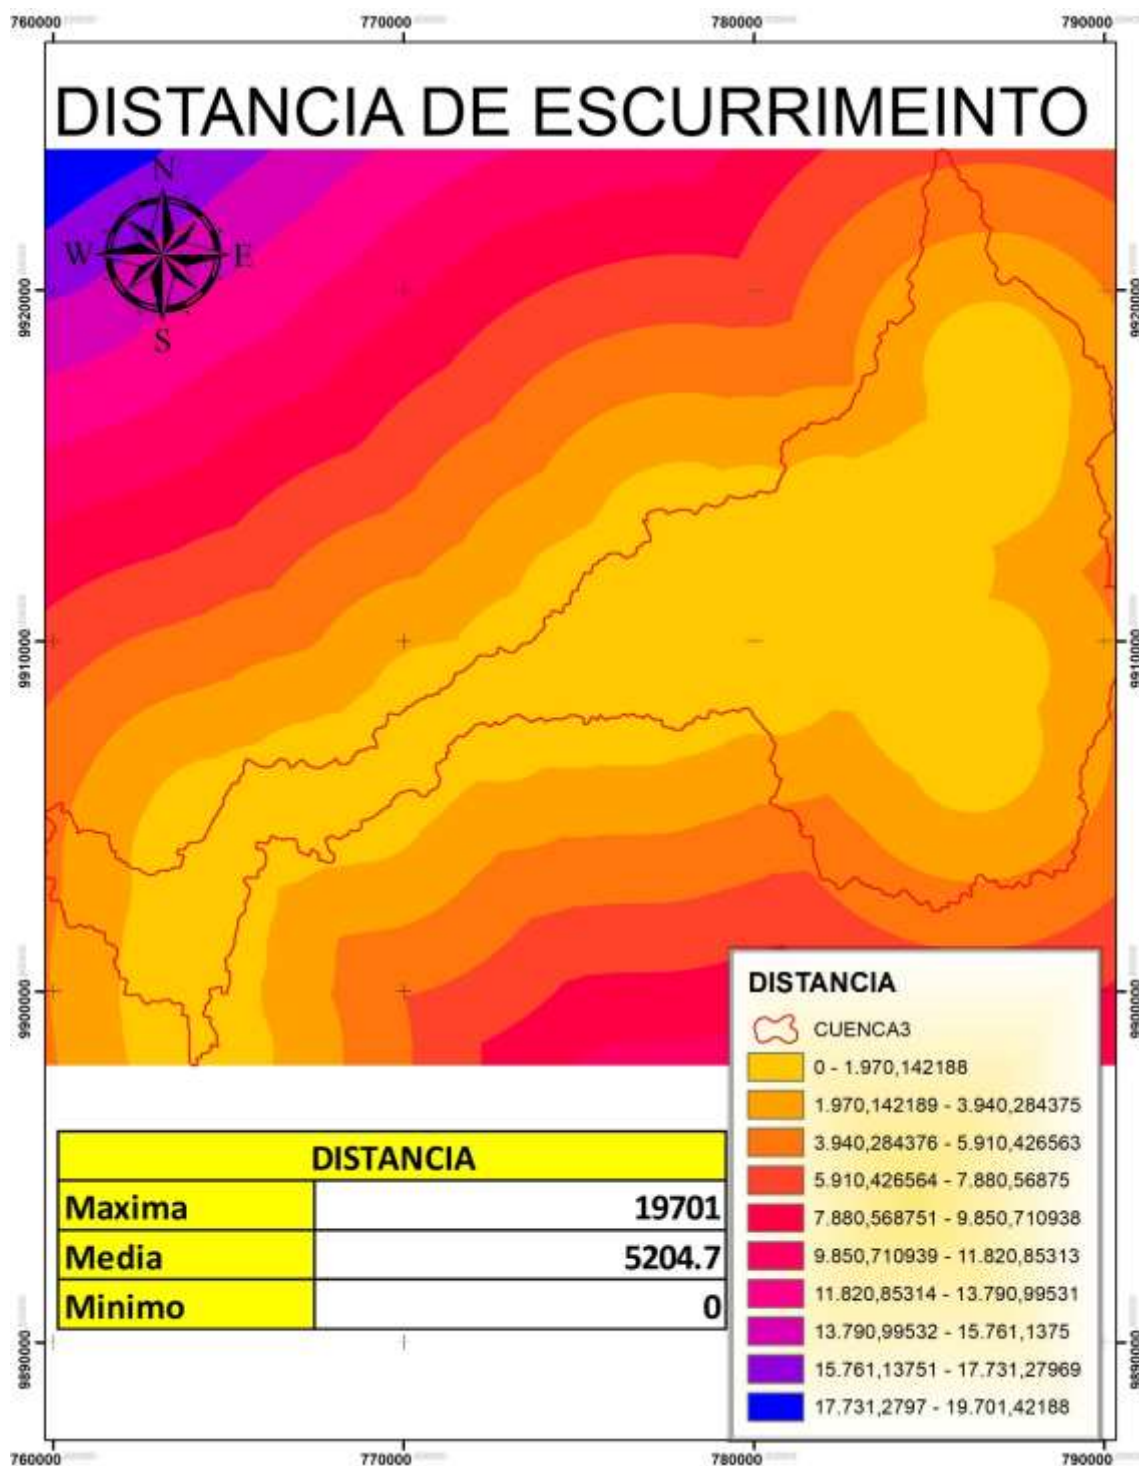 760000 770000 780000 790000
DISTANCIA DE ESCURRIMEINTO
N
W E
S
9920000 9920000
9910000 9910000
9900000 9900000
DISTANCIA
CUENCA3
0 - 1.970,142188
1.970,142189 - 3.940,284375
3.940,284376 - 5.910,426563
5.910,426564 - 7.880,56875
7.880,568751 - 9.850,710938
9.850,710939 - 11.820,85313
11.820,85314 - 13.790,99531
13.790,99532 - 15.761,1375
15.761,13751 - 17.731,27969
17.731,2797 - 19.701,42188
DISTANCIA
Maxima 19701
Media 5204.7
Minimo 0
9890000 9890000
760000 770000 780000 790000